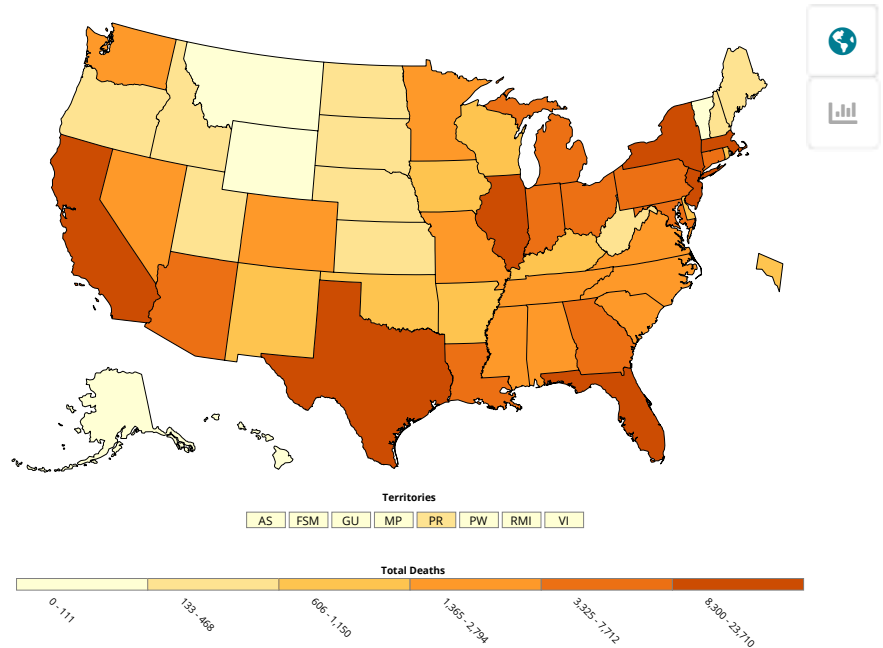 Territories
AS FSM GU MP PR PW RMI VI
Total Deaths
0 - 111
133 - 468
606 - 1,150
1,365 - 2,794
3,325 - 7,712
8,300 - 23,710